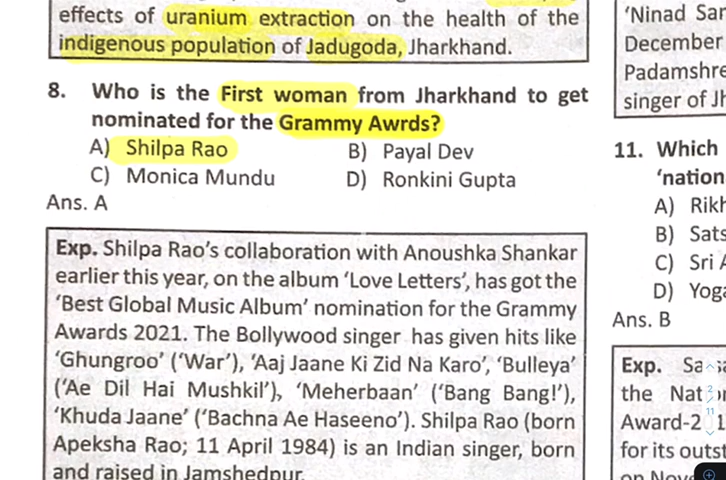 effects of uranium extraction on the health of the
indigenous population of Jadugoda, Jharkhand.
8. Who is the First woman from Jharkhand to get
nominated for the Grammy Awrds?
A) Shilpa Rao B) Payal Dev
C) Monica Mundu D) Ronkini Gupta
Ans. A
Exp. Shilpa Rao's collaboration with Anoushka Shankar
earlier this year, on the album 'Love Letters', has got the
'Best Global Music Album' nomination for the Grammy
Awards 2021. The Bollywood singer has given hits like
'Ghungroo' ('War'), 'Aaj Jaane Ki Zid Na Karo', 'Bulleya'
('Ae Dil Hai Mushkil'), 'Meherbaan' ('Bang Bang!'),
'Khuda Jaane' ('Bachna Ae Haseeno'). Shilpa Rao (born
Apeksha Rao; 11 April 1984) is an Indian singer, born
and raised in Jamshedpur.
'Ninad Sar
December
Padamshre
singer of Jh
11. Which
'nation
A) Rikh
B) Sats
C) Sri
D) Yoga
Ans. B
Exp.
the Nat
Award-2
for its outst
on Nove